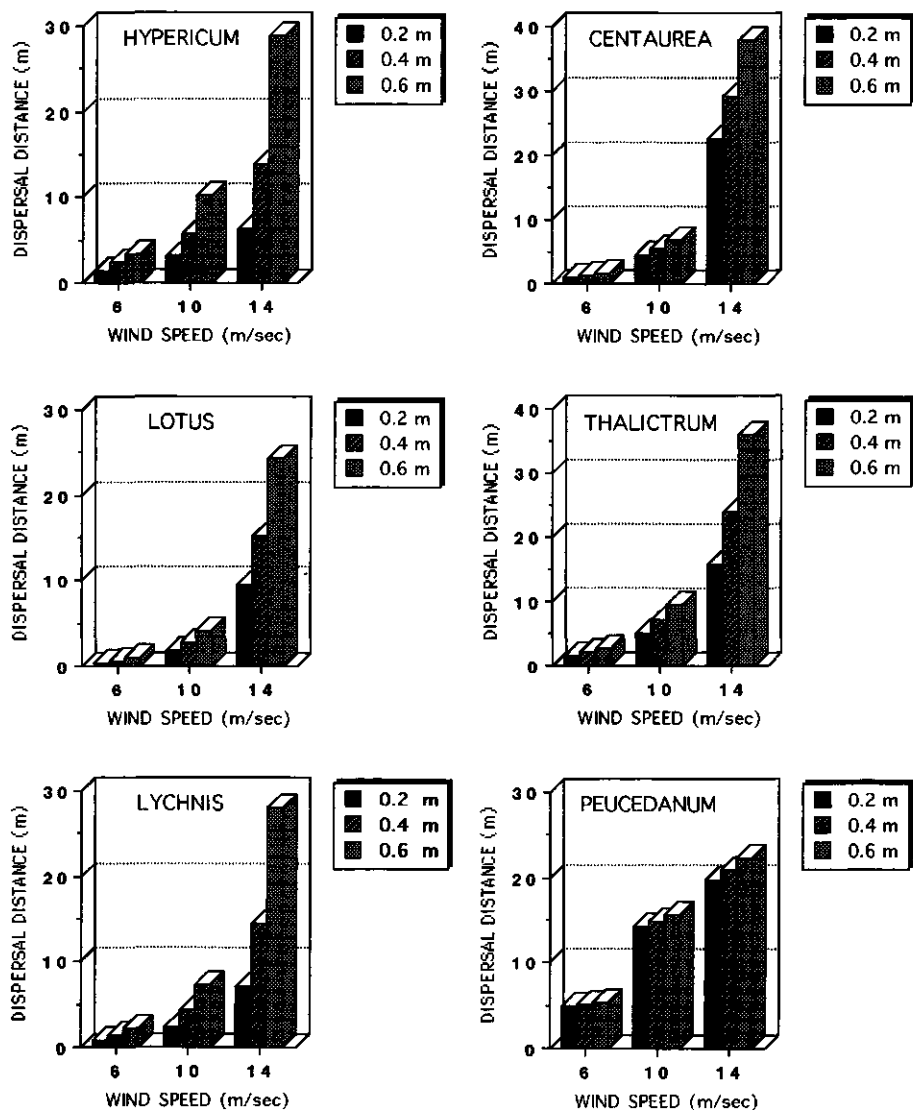 HYPERICUM
DISPERSAL DISTANCE (m)
30
20
10
0
6 10 14
WIND SPEED (m/sec)
0.2 m
0.4 m
0.6 m
CENTAUREA
DISPERSAL DISTANCE (m)
40
30
20
10
0
6 10 14
WIND SPEED (m/sec)
0.2 m
0.4 m
0.6 m
LOTUS
DISPERSAL DISTANCE (m)
30
20
10
0
6 10 14
WIND SPEED (m/sec)
0.2 m
0.4 m
0.6 m
THALICTRUM
DISPERSAL DISTANCE (m)
40
30
20
10
0
6 10 14
WIND SPEED (m/sec)
0.2 m
0.4 m
0.6 m
LYCHNIS
DISPERSAL DISTANCE (m)
30
20
10
0
6 10 14
WIND SPEED (m/sec)
0.2 m
0.4 m
0.6 m
PEUCEDANUM
DISPERSAL DISTANCE (m)
30
20
10
0
6 10 14
WIND SPEED (m/sec)
0.2 m
0.4 m
0.6 m